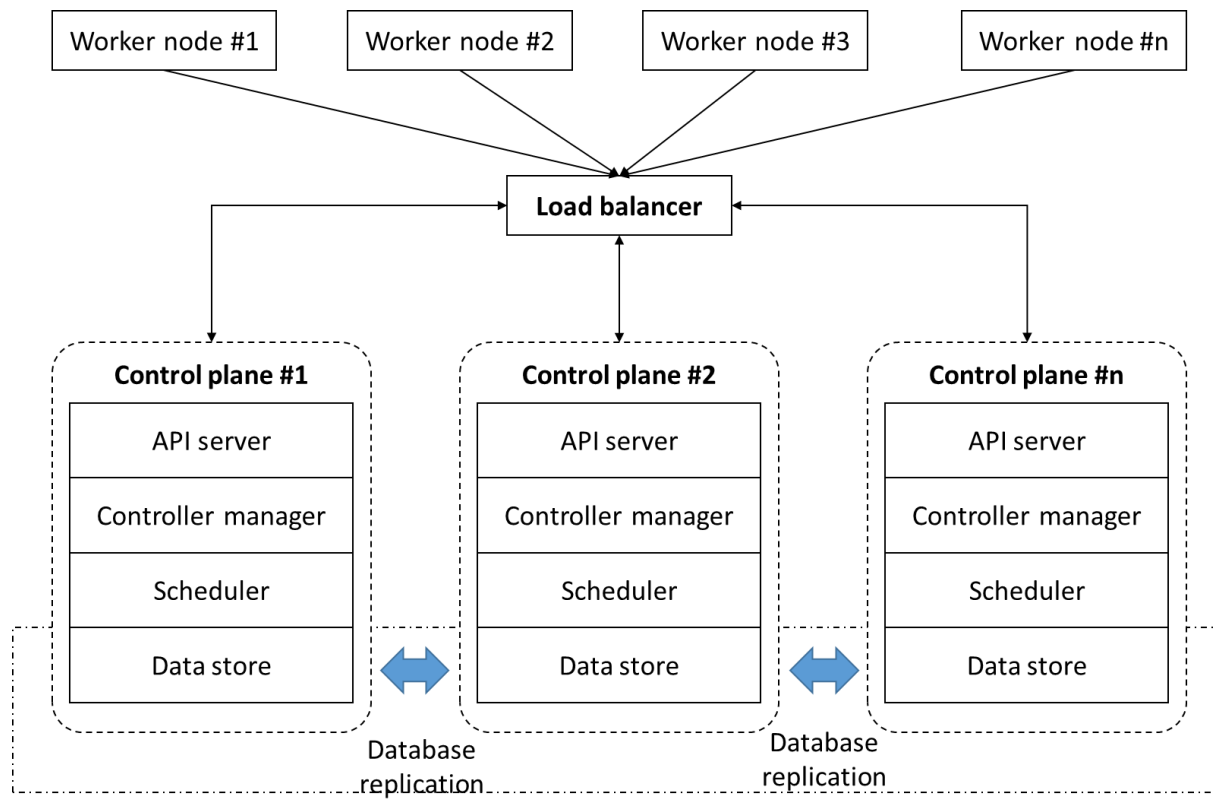 Worker node #1
Worker node #2
Worker node #3
Worker node #n
Load balancer
Control plane #1
API server
Controller manager
Scheduler
Data store
Control plane #2
API server
Controller manager
Scheduler
Data store
Control plane #n
API server
Controller manager
Scheduler
Data store
Database
replication
Database
replication